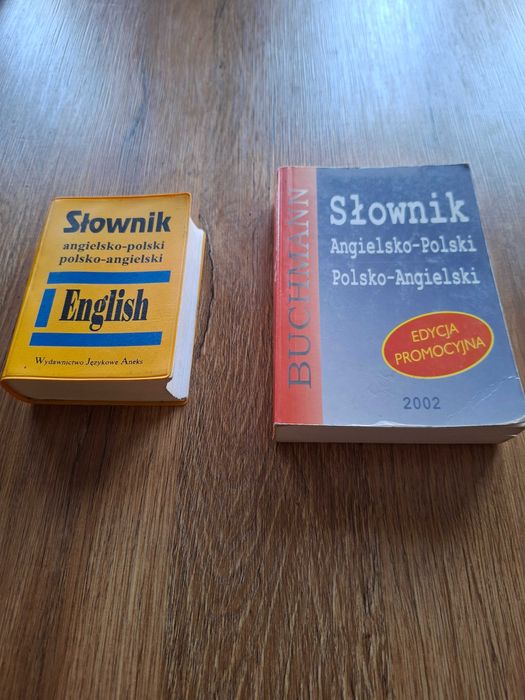 Słownik
angielsko-polski
polsko-angielski
English
Wydawnictwo Językowe Aneks
BUCHMANN
Słownik
Angielsko-Polski
Polsko-Angielski
EDYCJA
PROMOCYJNA
2002